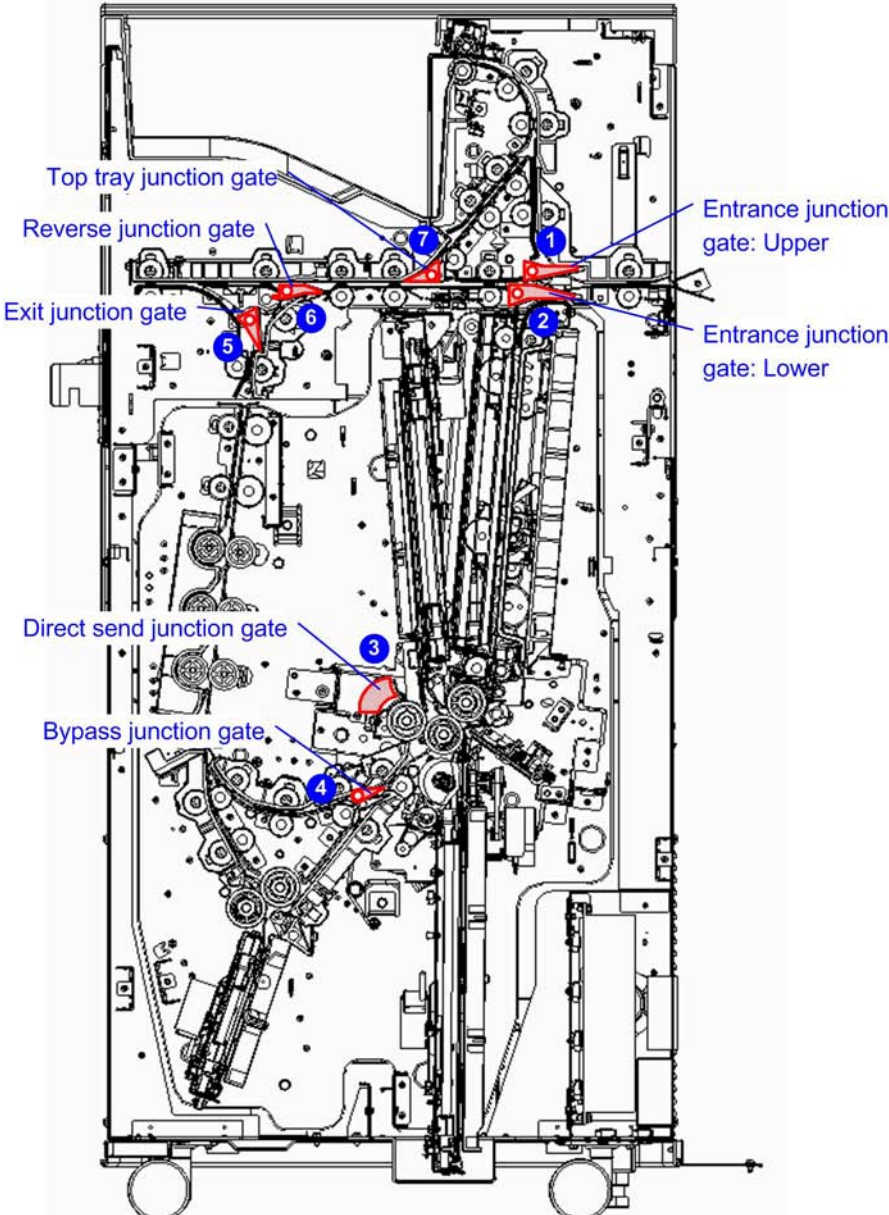 Top tray junction gate
Reverse junction gate
7
1
Entrance junction
gate: Upper
Exit junction gate
5
6
2
Entrance junction
gate: Lower
Direct send junction gate
3
Bypass junction gate
4